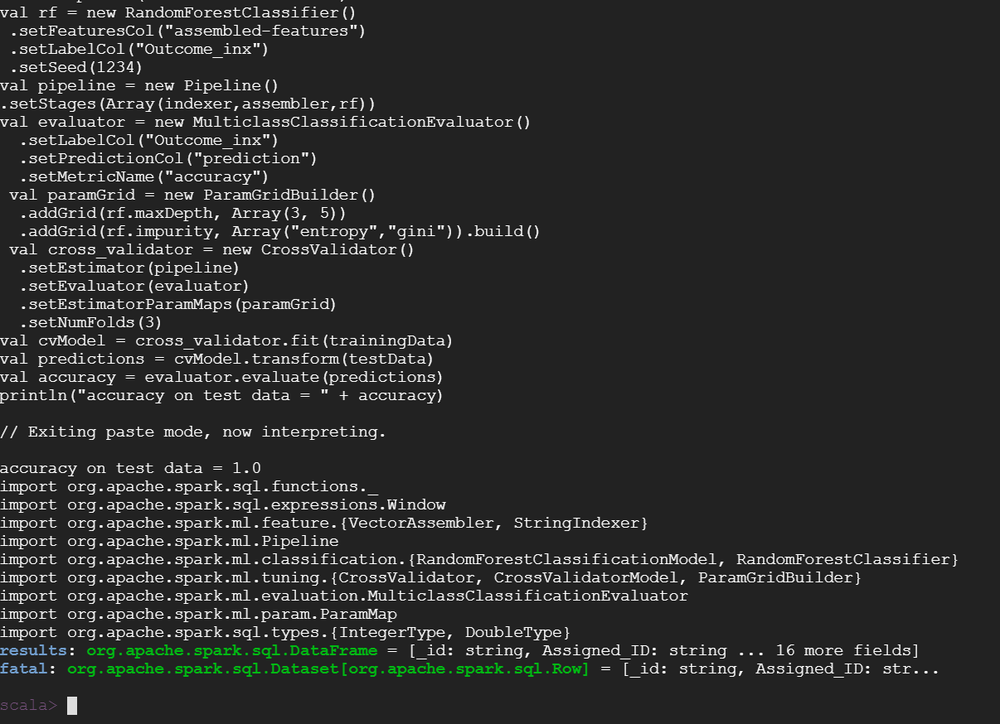 val rf = new RandomForestClassifier()
.setFeaturesCol("assembled-features")
.setLabelCol("Outcome_inx")
.setSeed(1234)
val pipeline = new Pipeline()
.setStages(Array(indexer,assembler,rf))
val evaluator = new MulticlassClassificationEvaluator()
.setLabelCol("Outcome_inx")
.setPredictionCol("prediction")
.setMetricName("accuracy")
val paramGrid = new ParamGridBuilder()
.addGrid(rf.maxDepth, Array(3, 5))
.addGrid(rf.impurity, Array("entropy","gini")).build()
val cross_validator = new CrossValidator()
.setEstimator(pipeline)
.setEvaluator(evaluator)
.setEstimatorParamMaps(paramGrid)
.setNumFolds(3)
val cvModel = cross_validator.fit(trainingData)
val predictions = cvModel.transform(testData)
val accuracy = evaluator.evaluate(predictions)
println("accuracy on test data = " + accuracy)
// Exiting paste mode, now interpreting.
accuracy on test data = 1.0
import org.apache.spark.sql.functions._
import org.apache.spark.sql.expressions.Window
import org.apache.spark.ml.feature.{VectorAssembler, StringIndexer}
import org.apache.spark.ml.Pipeline
import org.apache.spark.ml.classification.{RandomForestClassificationModel, RandomForestClassifier}
import org.apache.spark.ml.tuning.{CrossValidator, CrossValidatorModel, ParamGridBuilder}
import org.apache.spark.ml.evaluation.MulticlassClassificationEvaluator
import org.apache.spark.ml.param.ParamMap
import org.apache.spark.sql.types.{IntegerType, DoubleType}
results: org.apache.spark.sql.DataFrame = [_id: string, Assigned_ID: string ... 16 more fields]
fatal: org.apache.spark.sql.Dataset[org.apache.spark.sql.Row] = [_id: string, Assigned_ID: str...
scala>